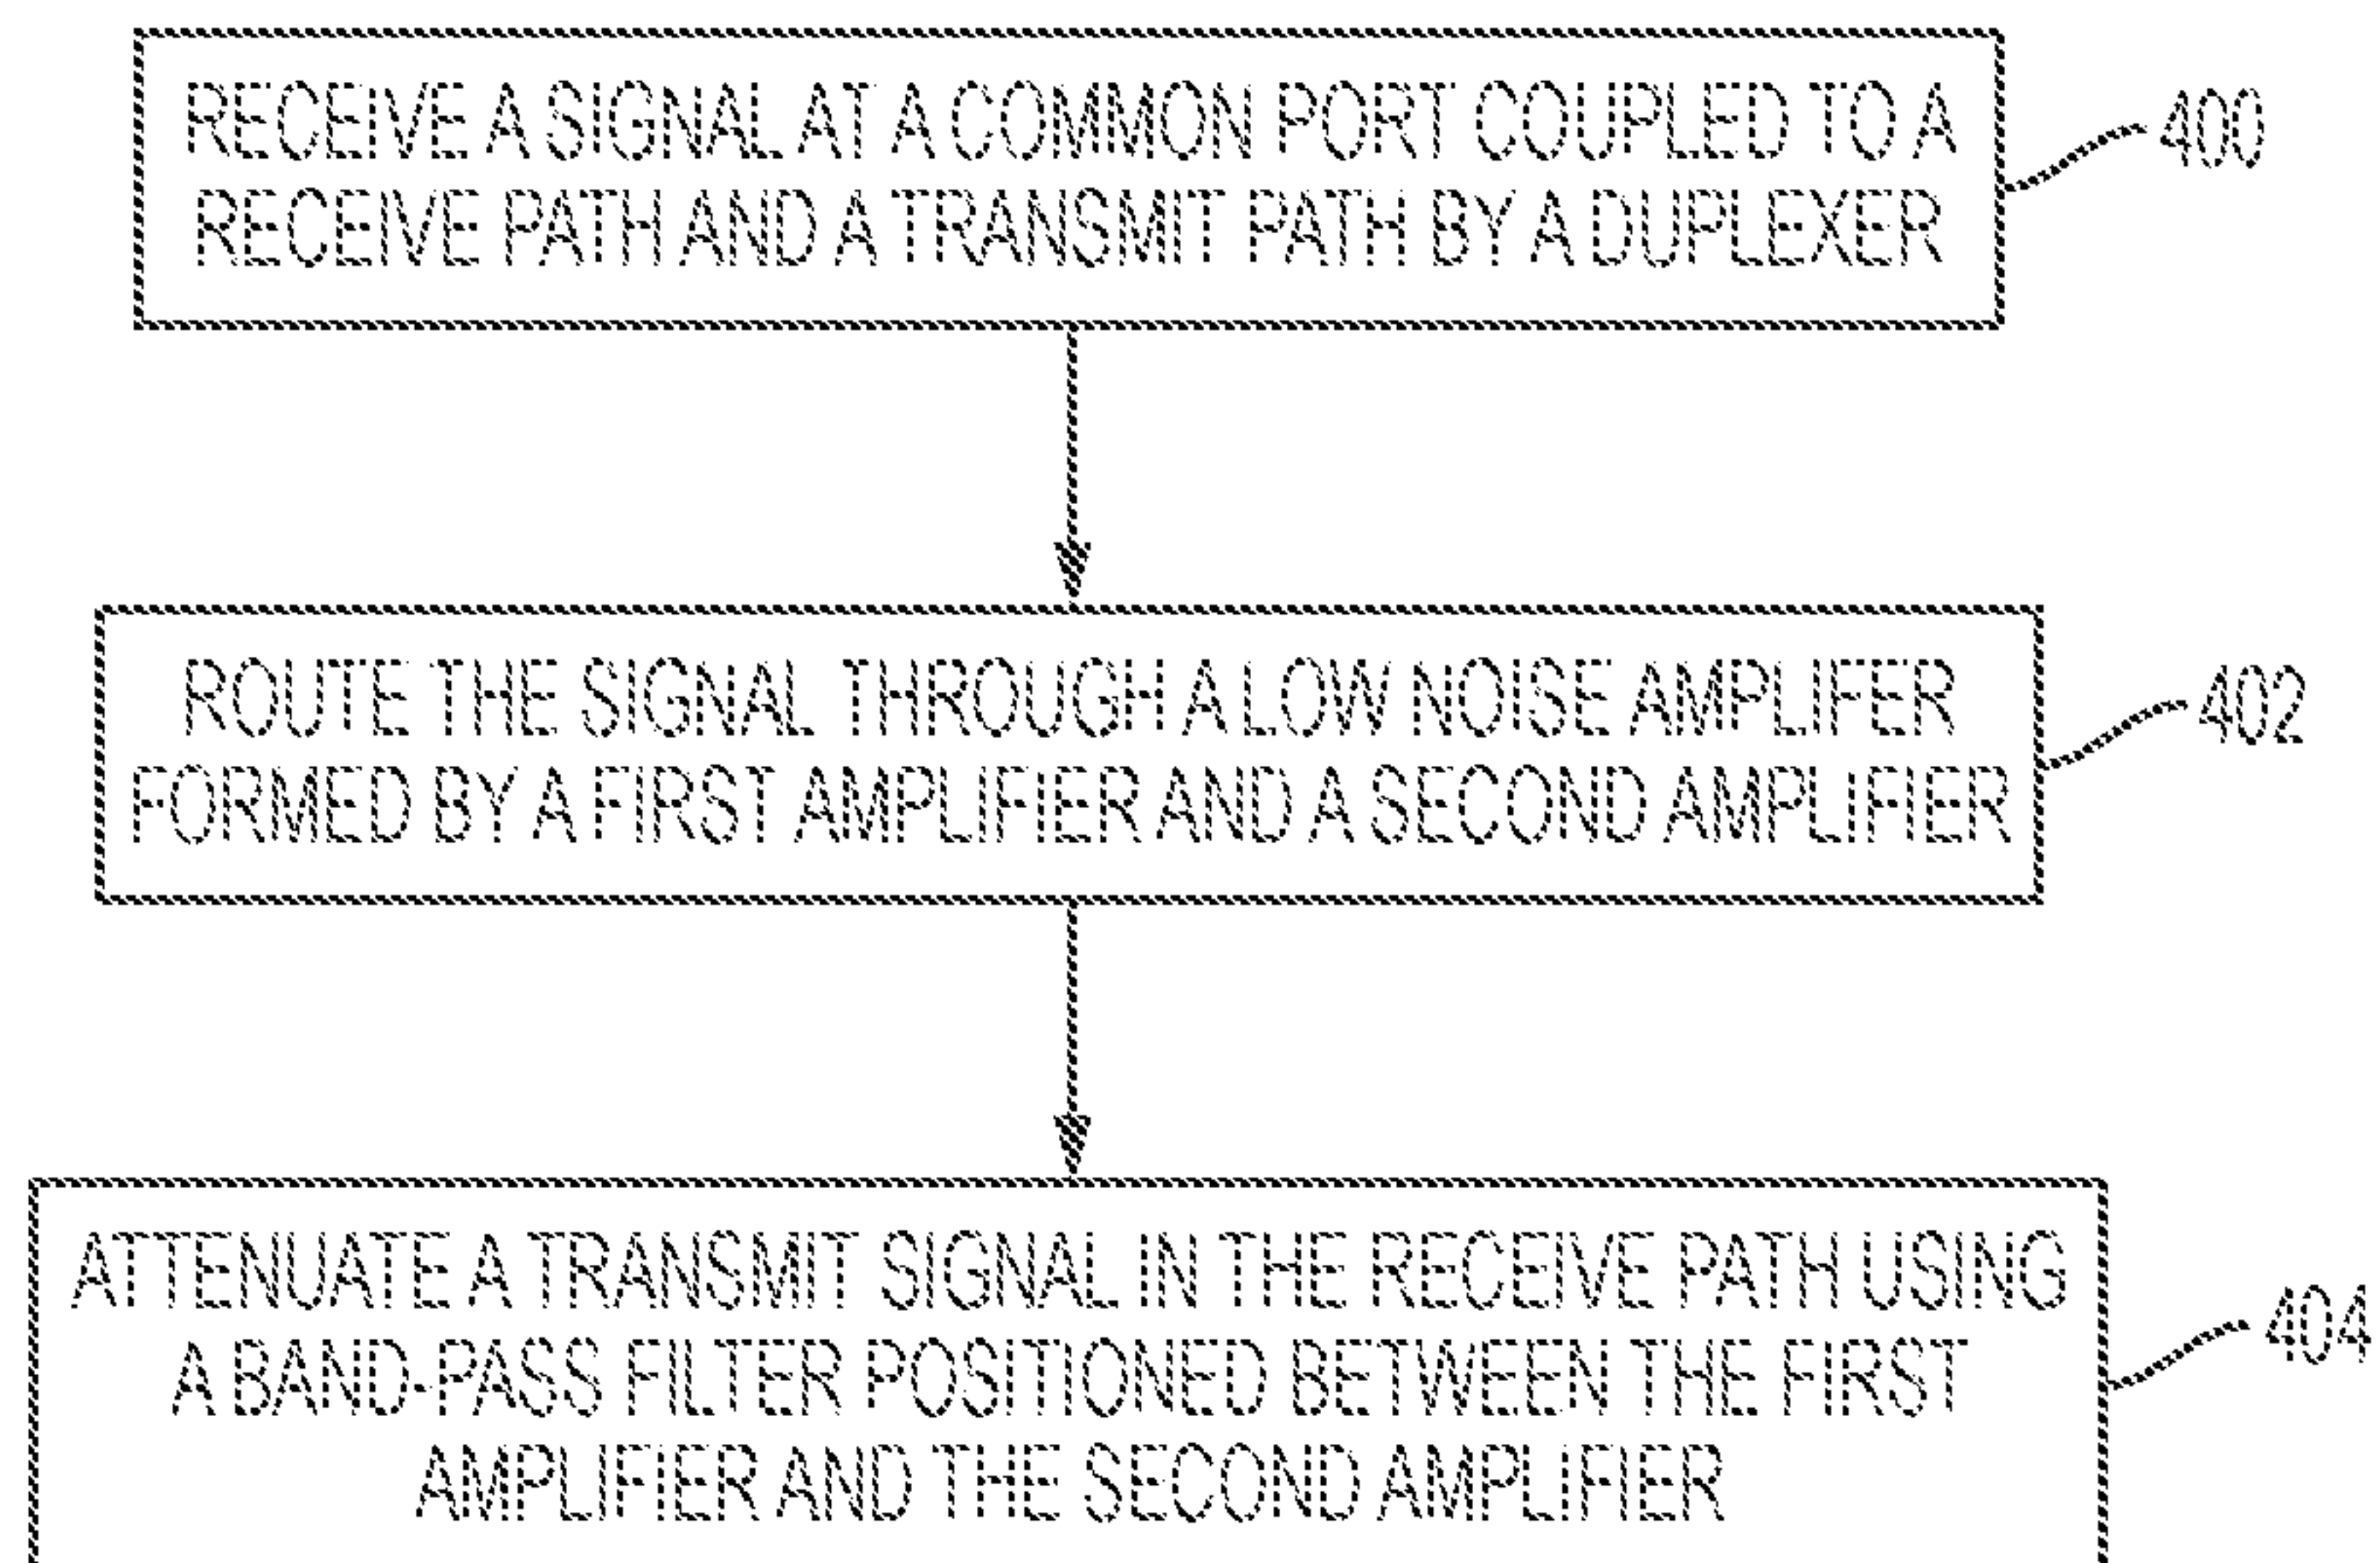 RECEIVE A SIGNAL AT A COMMON PORT COUPLED TO A
RECEIVE PATH AND A TRANSMIT PATH BY A DUPLEXER
400
ROUTE THE SIGNAL THROUGH A LOW NOISE AMPLIFER
FORMED BY A FIRST AMPLIFIER AND A SECOND AMPLIFIER
402
ATTENUATE A TRANSMIT SIGNAL IN THE RECEIVE PATH USING
A BAND-PASS FILTER POSITIONED BETWEEN THE FIRST
AMPLIFIER AND THE SECOND AMPLIFIER
404